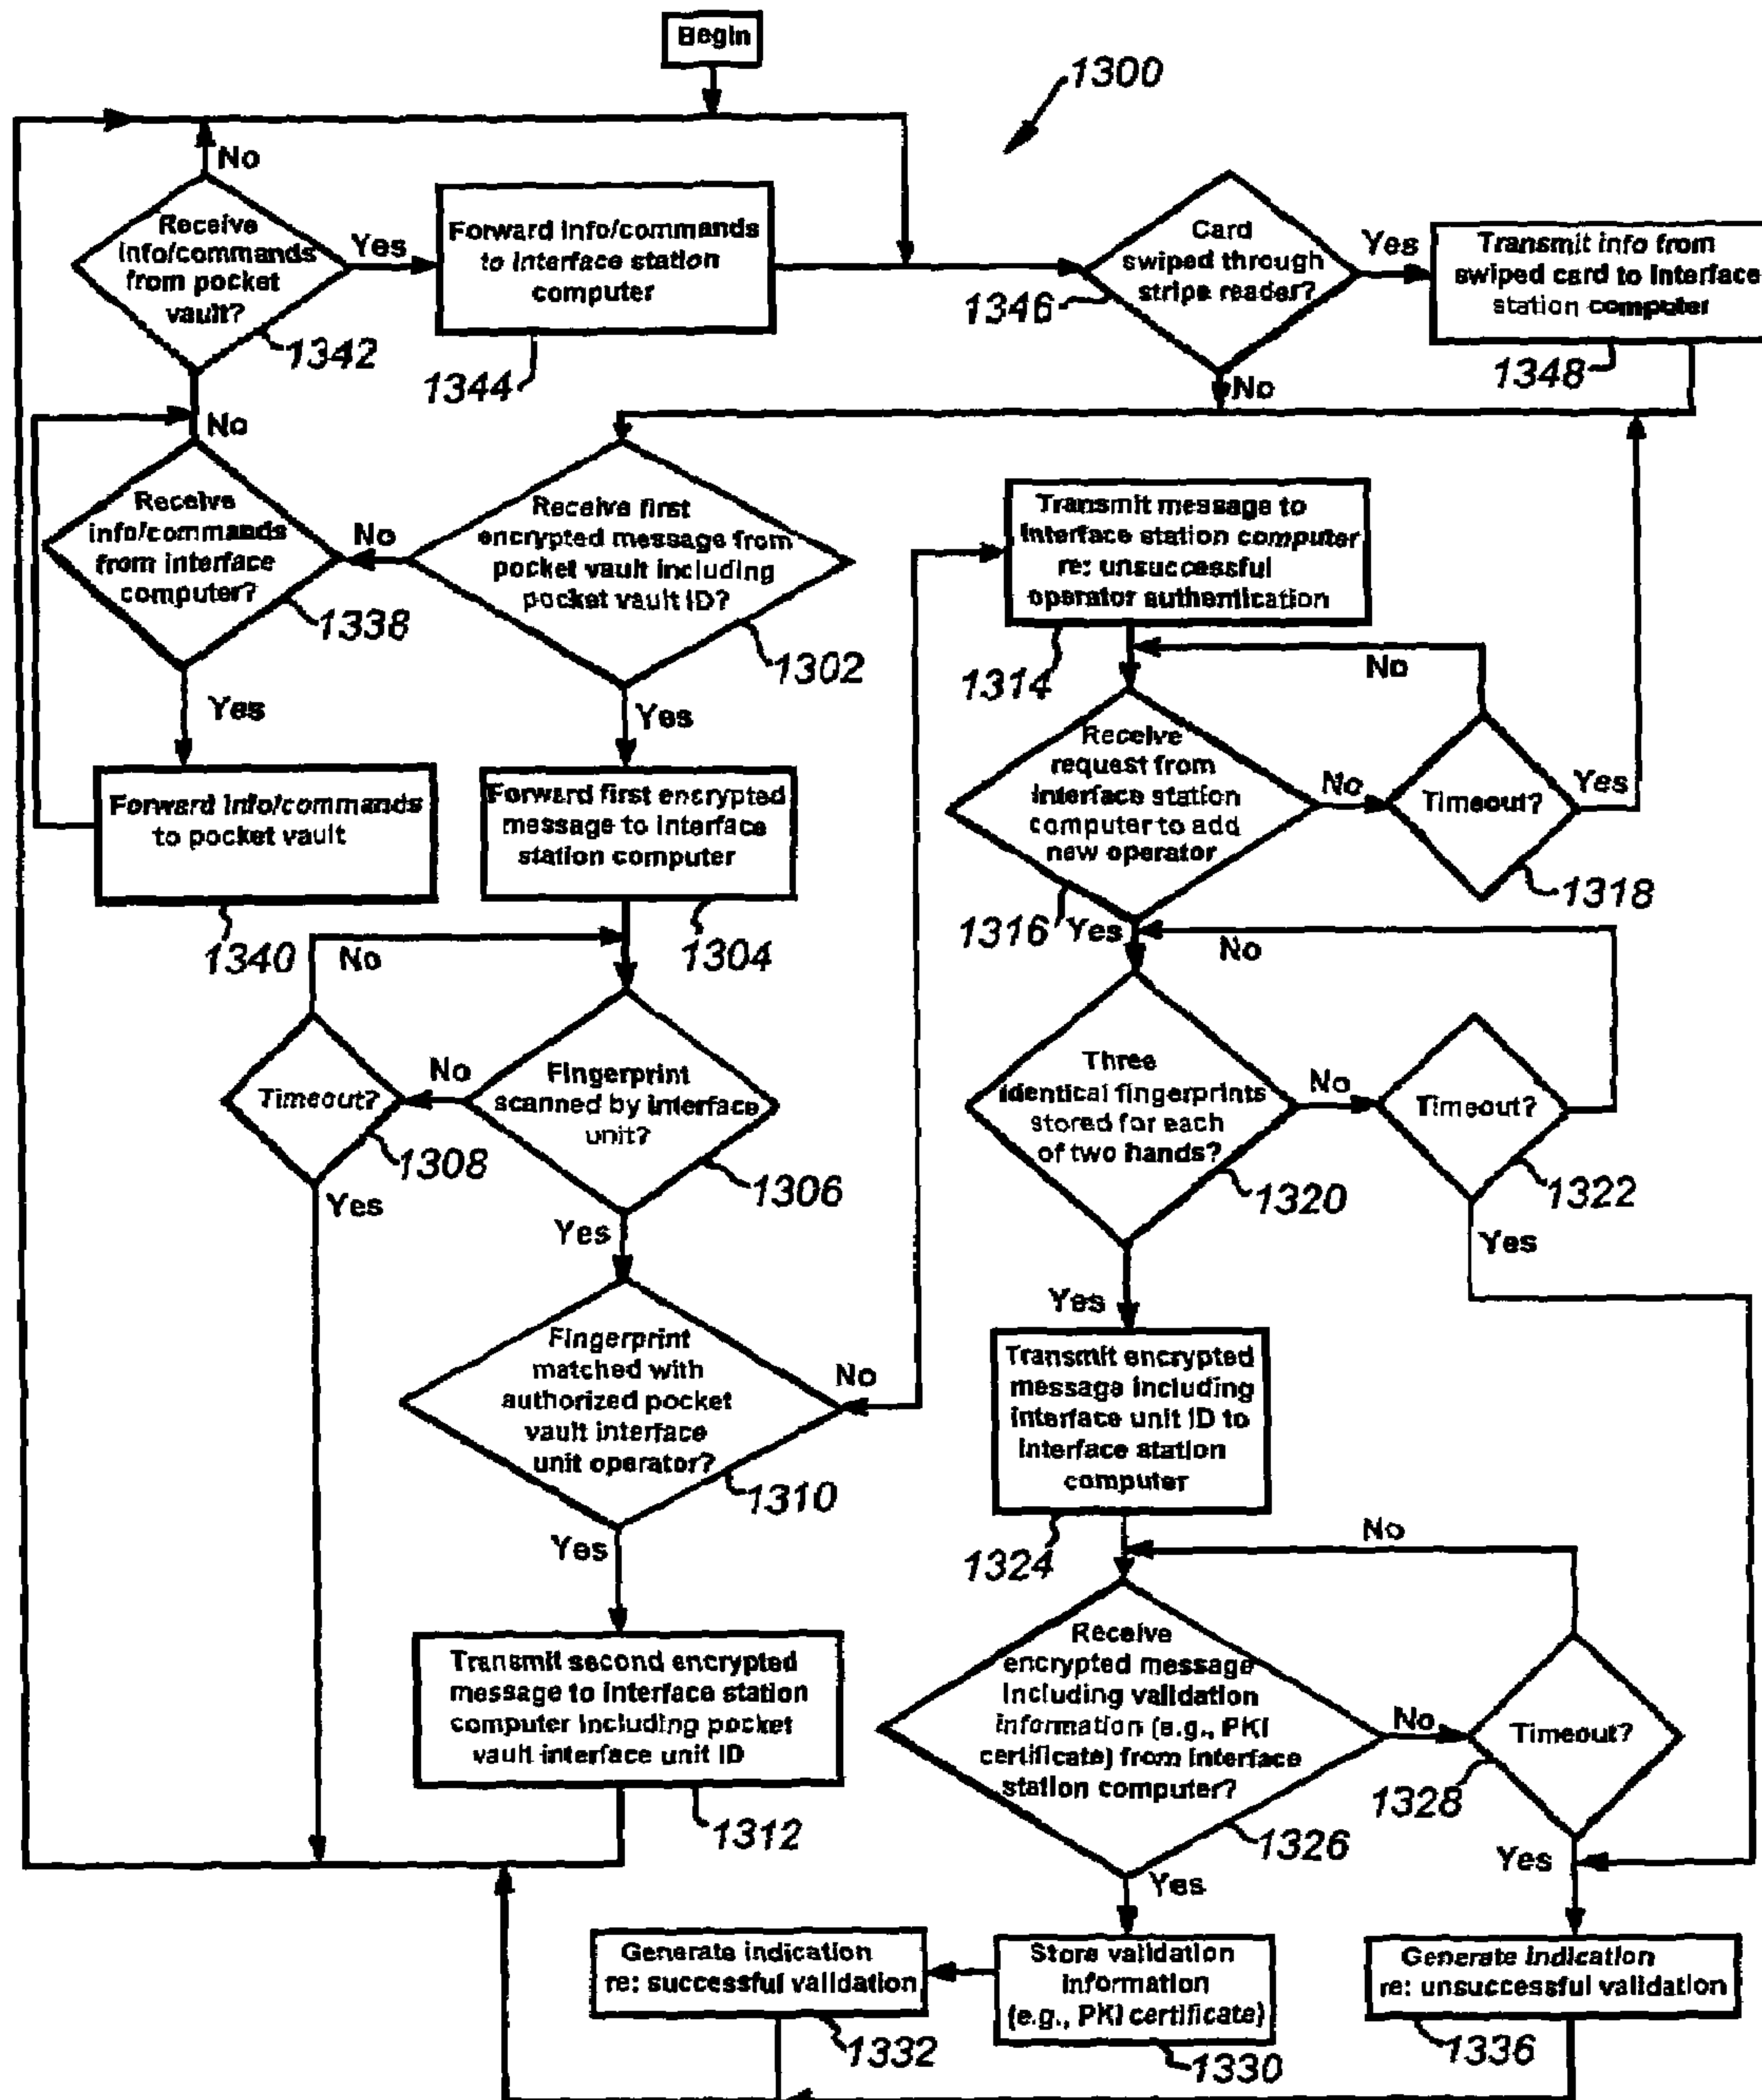 Begin
1300
No
Receive
info/commands
from pocket
vault?
1342
Yes
Forward info/commands
to interface station
computer
1344
Card
swiped through
stripe reader?
1346
Yes
No
Transmit info from
swiped card to interface
station computer
1348
No
Receive
info/commands
from interface
computer?
1338
No
Yes
Receive first
encrypted message from
pocket vault including
pocket vault ID?
1302
Yes
Transmit message to
interface station computer
re: unsuccessful
operator authentication
1314
No
Receive
request from
interface station
computer to add
new operator
1316
No
Timeout?
Yes
1318
Yes
Forward info/commands
to pocket vault
1340
Forward first encrypted
message to interface
station computer
1304
No
Timeout?
1308
No
Yes
Fingerprint
scanned by interface
unit?
1306
Yes
No
Three
identical fingerprints
stored for each
of two hands?
1320
No
Timeout?
1322
Yes
Yes
Fingerprint
matched with
authorized pocket
vault interface
unit operator?
1310
No
Yes
Transmit encrypted
message including
interface unit ID to
interface station
computer
1324
No
Transmit second encrypted
message to interface station
computer including pocket
vault interface unit ID
1312
Receive
encrypted message
including validation
information (e.g., PKI
certificate) from interface
station computer?
1326
No
Timeout?
1328
Yes
Yes
Generate indication
re: successful validation
1332
Store validation
information
(e.g., PKI certificate)
1330
Generate indication
re: unsuccessful validation
1336